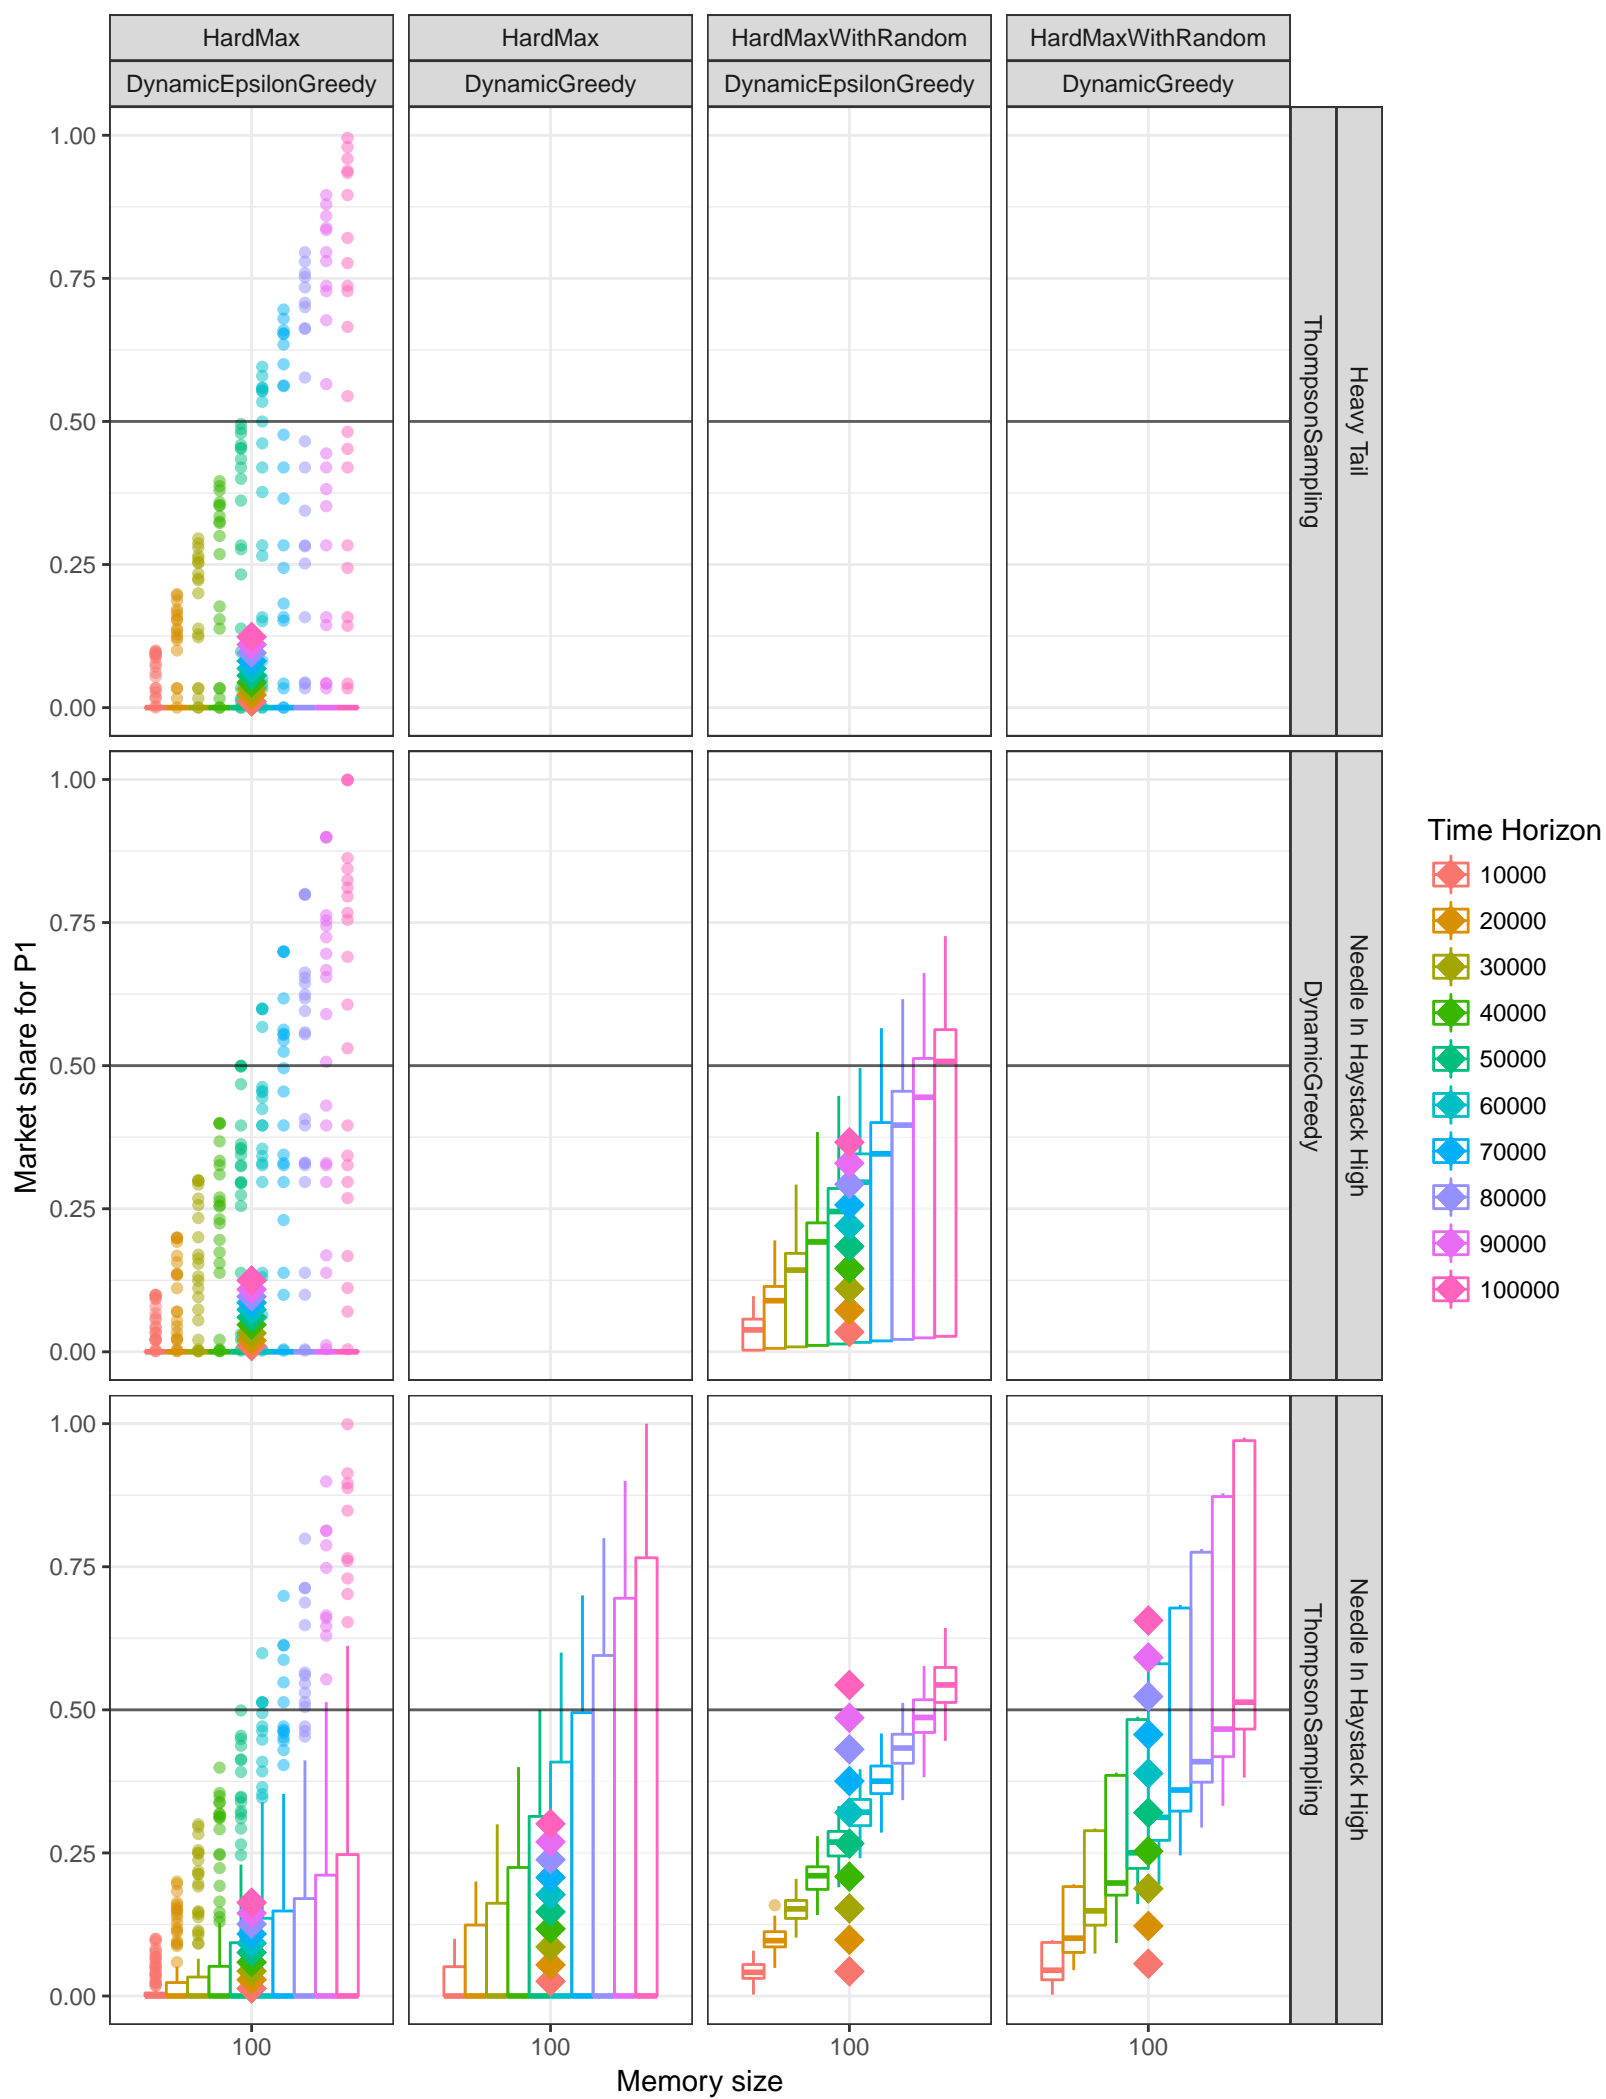 HardMax
HardMax
HardMaxWithRandom
HardMaxWithRandom
DynamicEpsilonGreedy
DynamicGreedy
DynamicEpsilonGreedy
DynamicGreedy
1.00
0.75
0.50
0.25
0.00
ThompsonSampling
Heavy Tail
1.00
0.75
0.50
0.25
0.00
DynamicGreedy
Needle In Haystack High
1.00
0.75
0.50
0.25
0.00
ThompsonSampling
Needle In Haystack High
Market share for P1
100
100
100
100
Memory size
Time Horizon
10000
20000
30000
40000
50000
60000
70000
80000
90000
100000